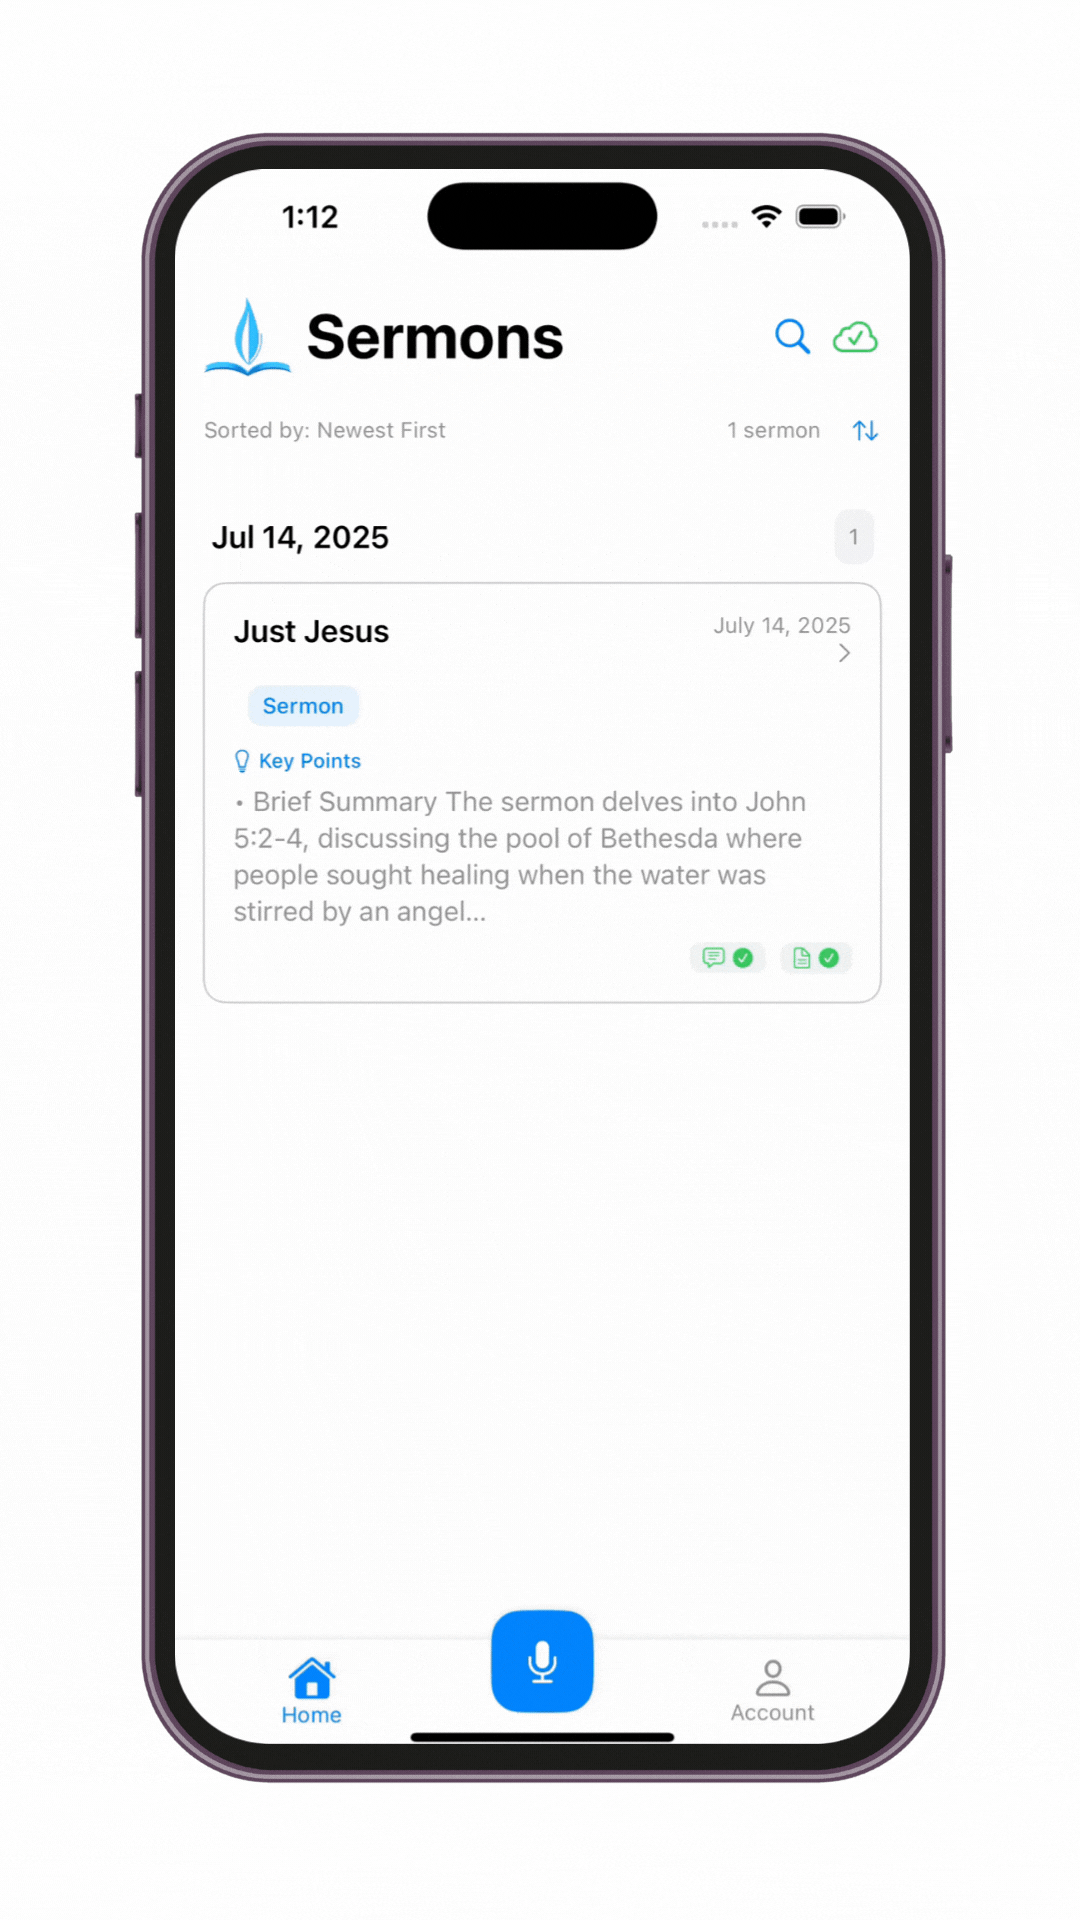 1:12
Sermons
Sorted by: Newest First
1 sermon
Jul 14, 2025
1
Just Jesus
July 14, 2025
Sermon
Key Points
• Brief Summary The sermon delves into John
5:2-4, discussing the pool of Bethesda where
people sought healing when the water was
stirred by an angel...
Home
Account